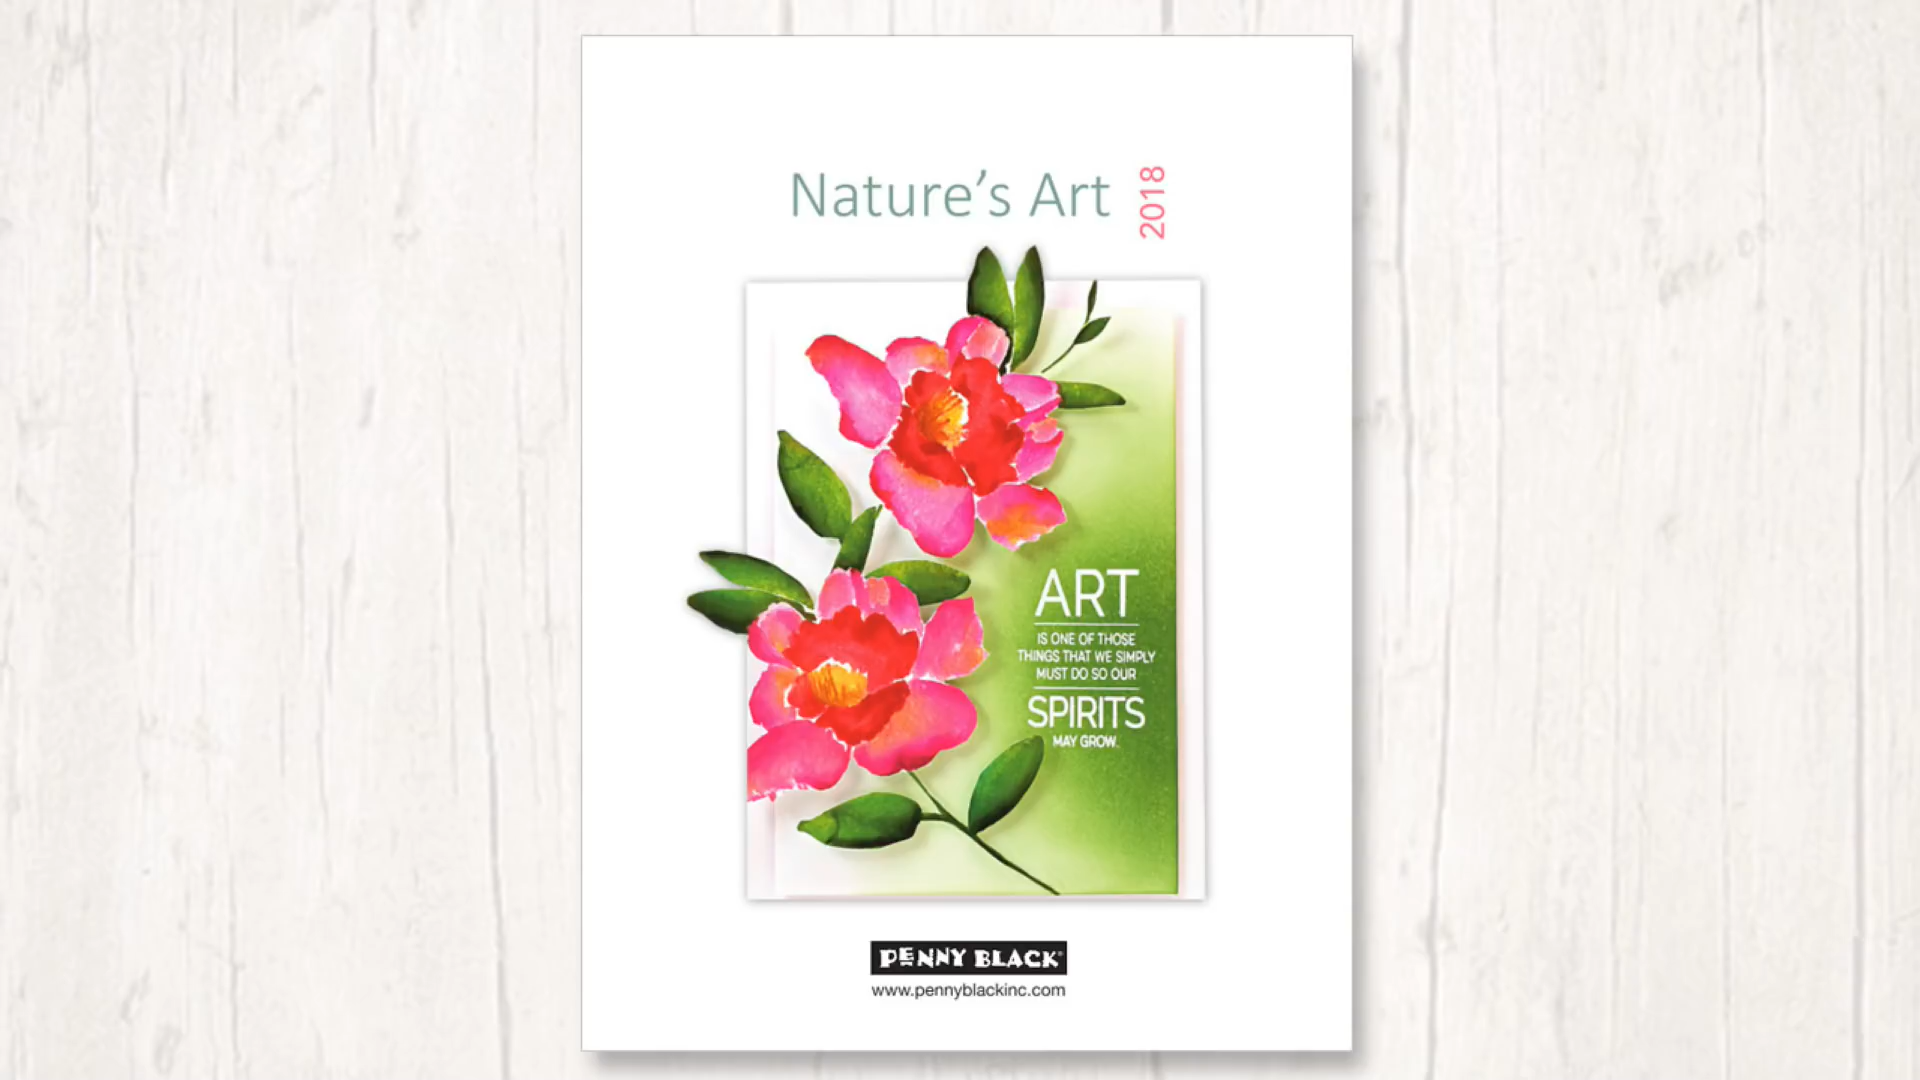 Nature's Art 2018
ART
IS ONE OF THOSE
THINGS THAT WE SIMPLY
MUST DO SO OUR
SPIRITS
MAY GROW.
PENNY BLACK®
www.pennyblackinc.com